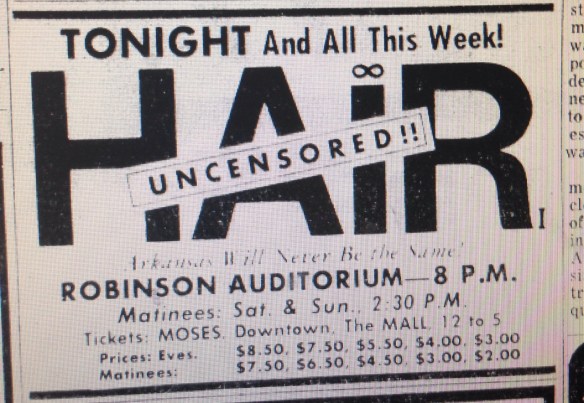 TONIGHT And All This Week!
HAiR
UNCENSORED!!
Arkansas Will Never Be the Same!
ROBINSON AUDITORIUM—8 P.M.
Matinees: Sat. & Sun., 2:30 P.M.
Tickets: MOSES, Downtown, The MALL, 12 to 5
Prices: Eves. $8.50, $7.50, $5.50, $4.00, $3.00
Matinees: $7.50, $6.50, $4.50, $3.00, $2.00